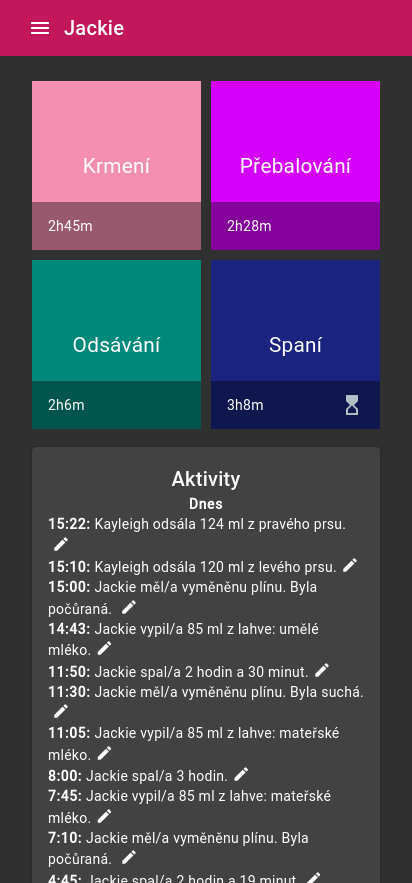 Jackie
Krmení
Přebalování
2h45m
2h28m
Odsávání
Spaní
2h6m
3h8m
Aktivity
Dnes
15:22: Kayleigh odsála 124 ml z pravého prsu.
15:10: Kayleigh odsála 120 ml z levého prsu.
15:00: Jackie měl/a vyměněnu plínu. Byla
počůraná.
14:43: Jackie vypil/a 85 ml z lahve: umělé
mléko.
11:50: Jackie spal/a 2 hodin a 30 minut.
11:30: Jackie měl/a vyměněnu plínu. Byla suchá.
11:05: Jackie vypil/a 85 ml z lahve: mateřské
mléko.
8:00: Jackie spal/a 3 hodin.
7:45: Jackie vypil/a 85 ml z lahve: mateřské
mléko.
7:10: Jackie měl/a vyměněnu plínu. Byla
počůraná.
4:45: Jackie spal/a 2 hodin a 19 minut.